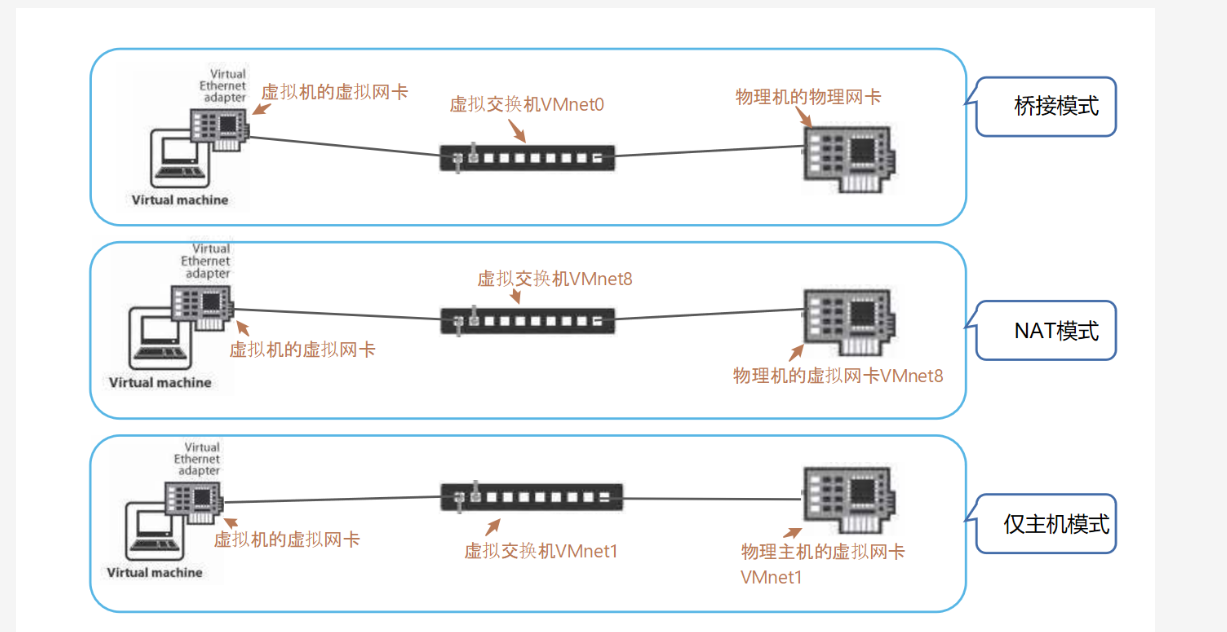 Virtual
Ethernet
adapter
虚拟机的虚拟网卡
虚拟交换机VMnet0
物理机的物理网卡
桥接模式
Virtual machine
Virtual
Ethernet
adapter
虚拟交换机VMnet8
虚拟机的虚拟网卡
物理机的虚拟网卡VMnet8
NAT模式
Virtual machine
Virtual
Ethernet
adapter
虚拟机的虚拟网卡
虚拟交换机VMnet1
物理主机的虚拟网卡
VMnet1
仅主机模式
Virtual machine